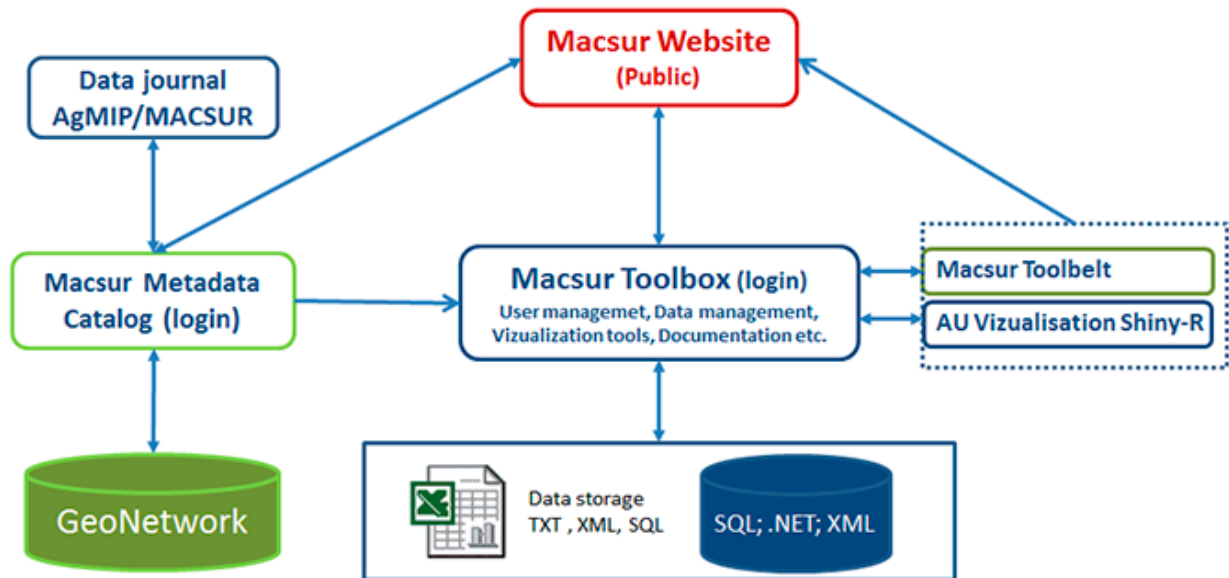 Macsur Website
(Public)
Data journal
AgMIP/MACSUR
Macsur Metadata
Catalog (login)
Macsur Toolbox (login)
User managemet, Data management,
Vizualization tools, Documentation etc.
Macsur Toolbelt
AU Vizualisation Shiny-R
GeoNetwork
Data storage
TXT , XML, SQL
SQL; .NET; XML